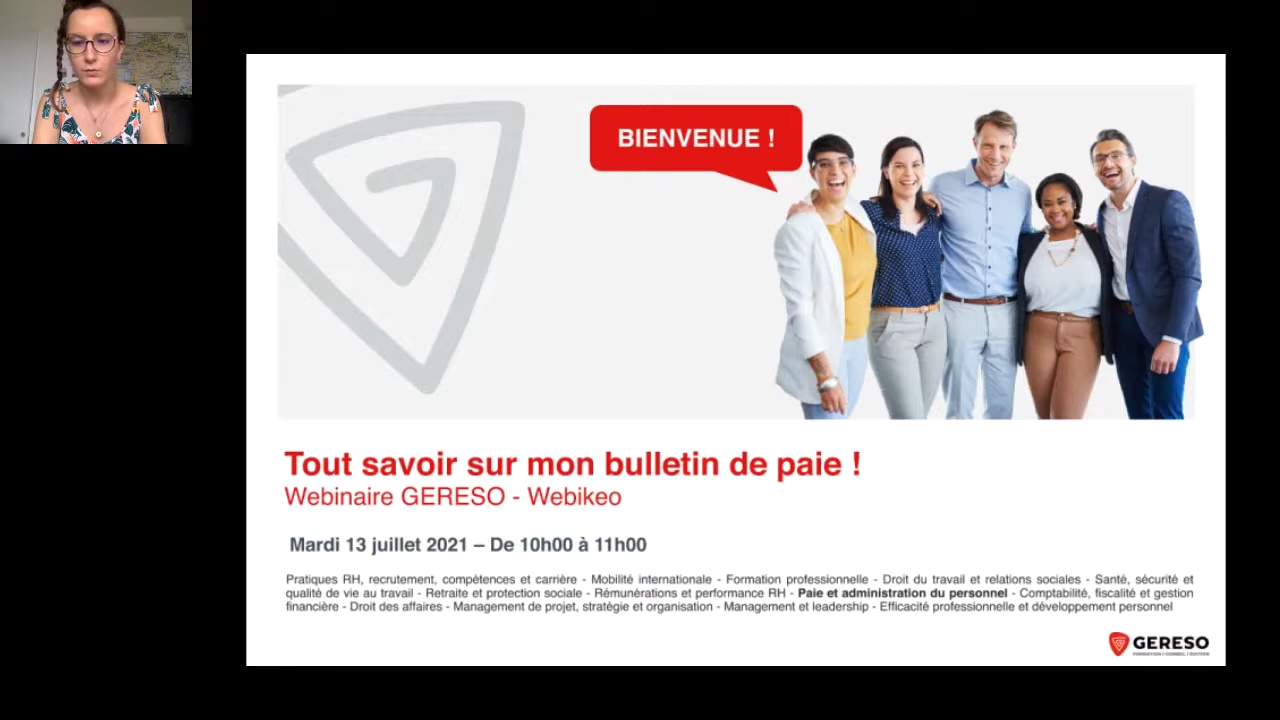 BIENVENUE !
Tout savoir sur mon bulletin de paie !
Webinaire GERESO - Webikeo
Mardi 13 juillet 2021 – De 10h00 à 11h00
Pratiques RH, recrutement, compétences et carrière - Mobilité internationale - Formation professionnelle - Droit du travail et relations sociales - Santé, sécurité et
qualité de vie au travail - Retraite et protection sociale - Rémunérations et performance RH - Paie et administration du personnel - Comptabilité, fiscalité et gestion
financière - Droit des affaires - Management de projet, stratégie et organisation - Management et leadership - Efficacité professionnelle et développement personnel
GERESO
FORMATION / CONSEIL / ÉDITION